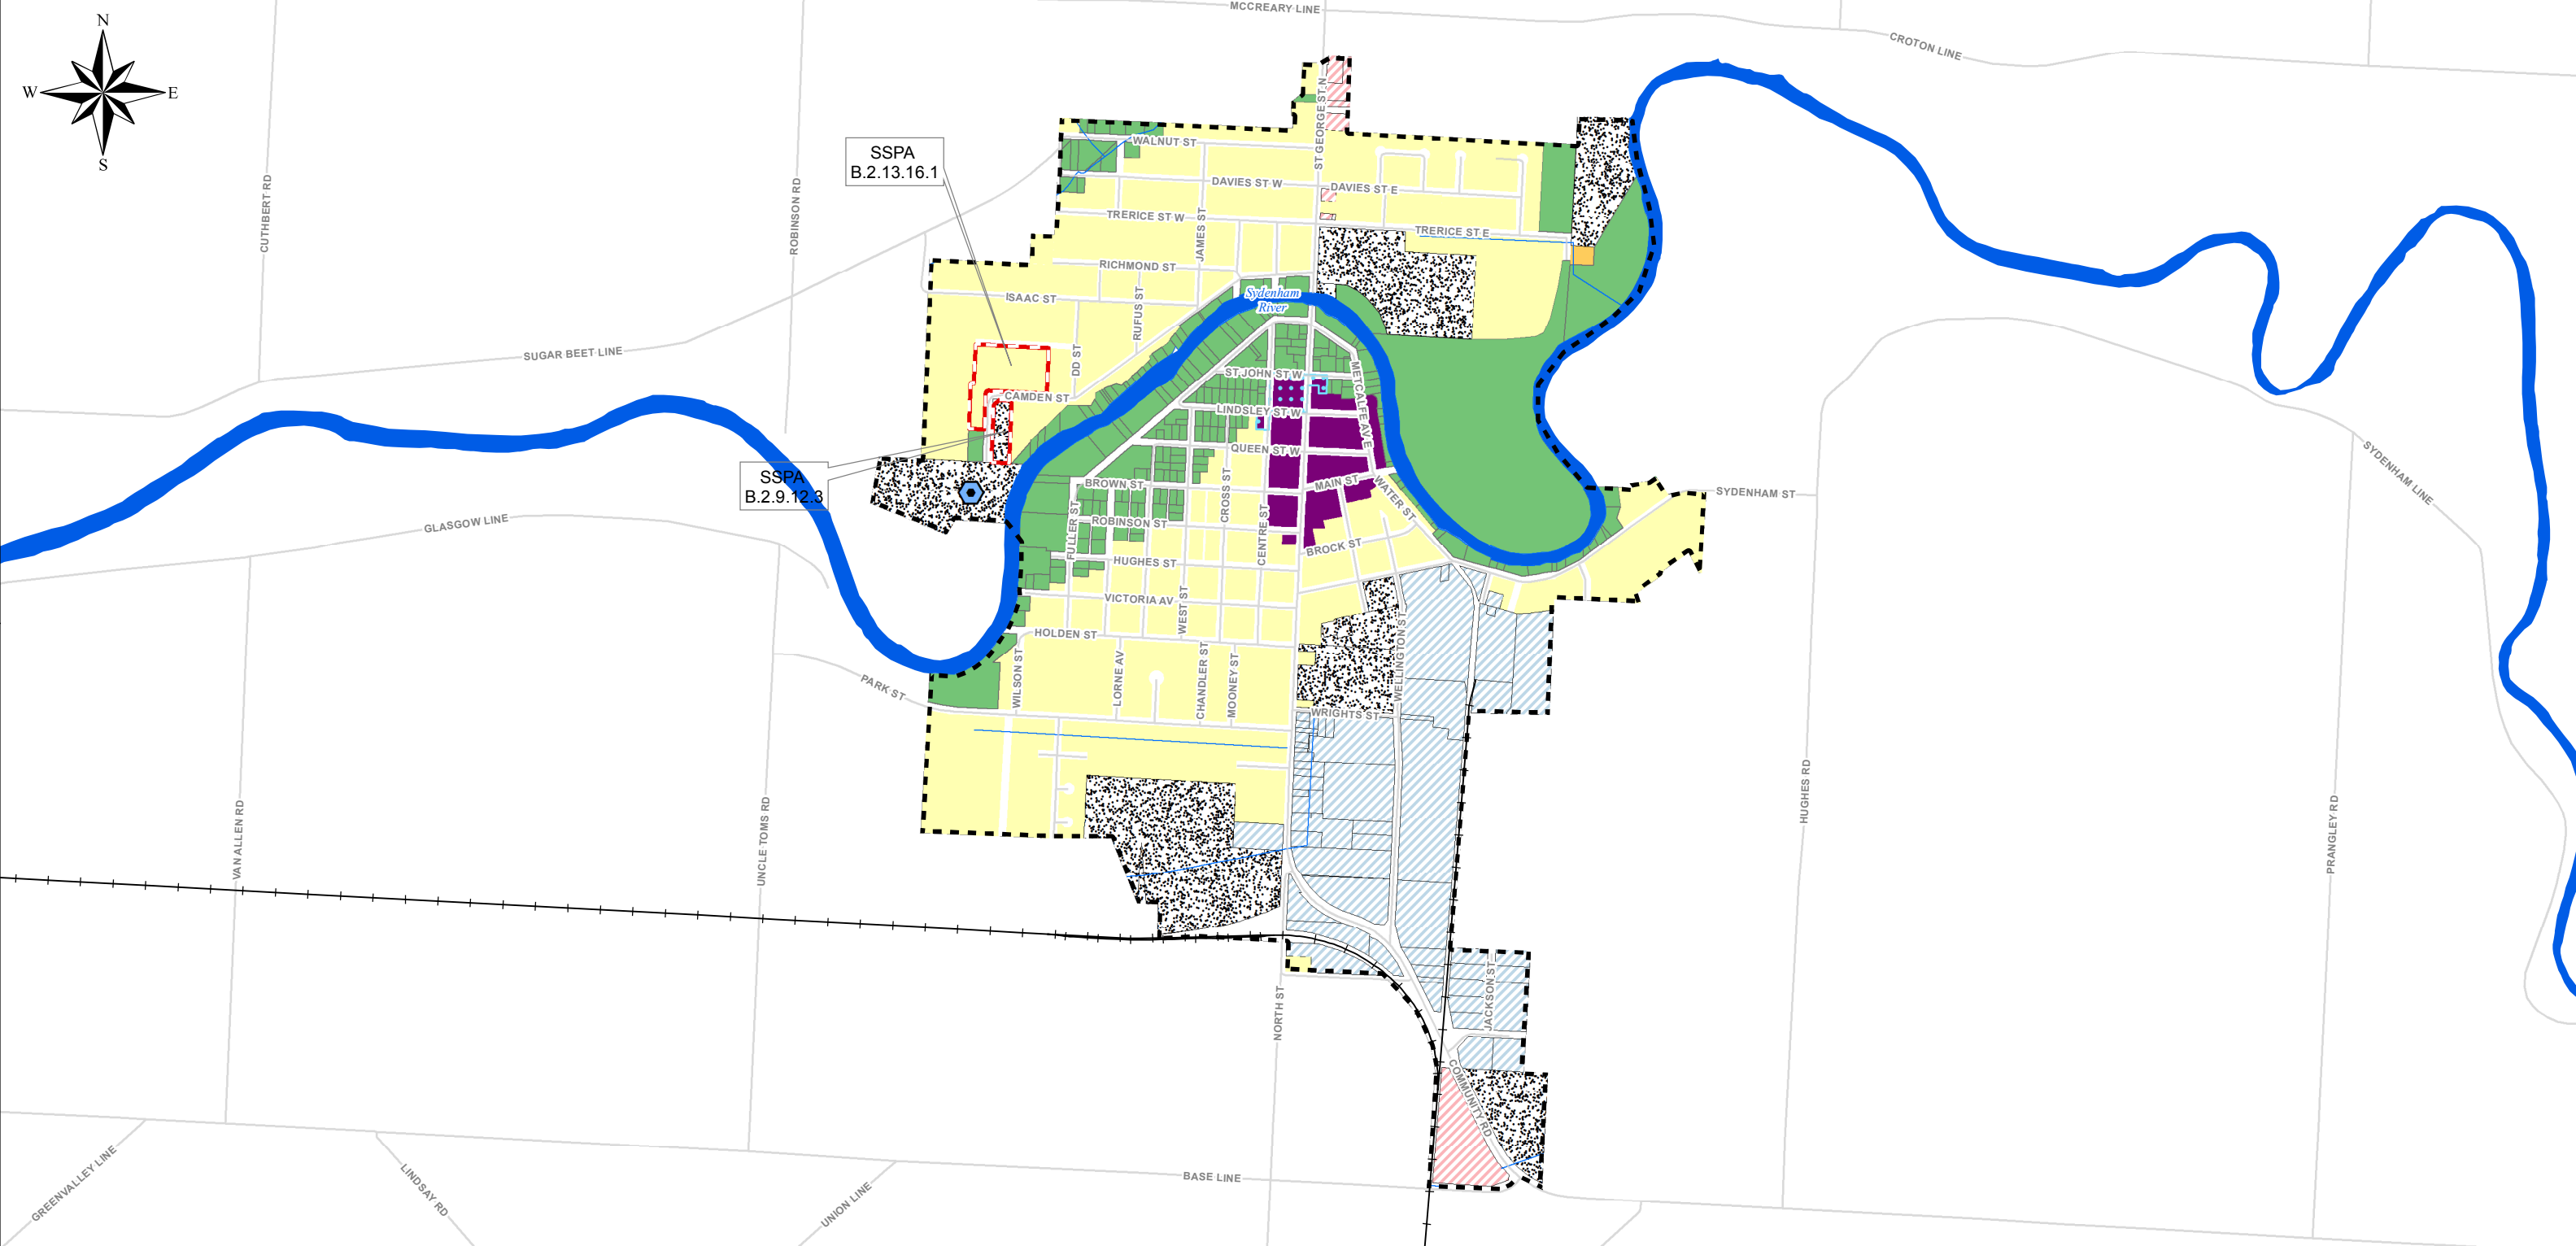 MCCREARY LINE
N
CROTON LINE
W
E
S
ST GEORGE ST N
WALNUT ST
SSPA
B.2.13.16.1
DAVIES ST W
DAVIES ST E
CUTHBERT RD
ROBINSON RD
TRERICE ST W
JAMES ST
TRERICE ST E
RICHMOND ST
ISAAC ST
Sydenham
River
RUFUS ST
SUGAR BEET LINE
DD ST
ST JOHN ST W
METCALFE AV E
CAMDEN ST
LINDSLEY ST W
QUEEN ST W
SYDENHAM LINE
SSPA
B.2.9.12.3
BROWN ST
CROSS ST
MAIN ST
WATER ST
SYDENHAM ST
GLASGOW LINE
FULLER ST
ROBINSON ST
CENTRE ST
BROCK ST
HUGHES ST
VICTORIA AV
WEST ST
HOLDEN ST
WELLINGTON ST
PARK ST
WILSON ST
LORNE AV
CHANDLER ST
MOONEY ST
WRIGHTS ST
VAN ALLEN RD
UNCLE TOMS RD
HUGHES RD
PRANGLEY RD
NORTH ST
JACKSON ST
COMMUNITY RD
GREENVALLEY LINE
LINDSAY RD
UNION LINE
BASE LINE